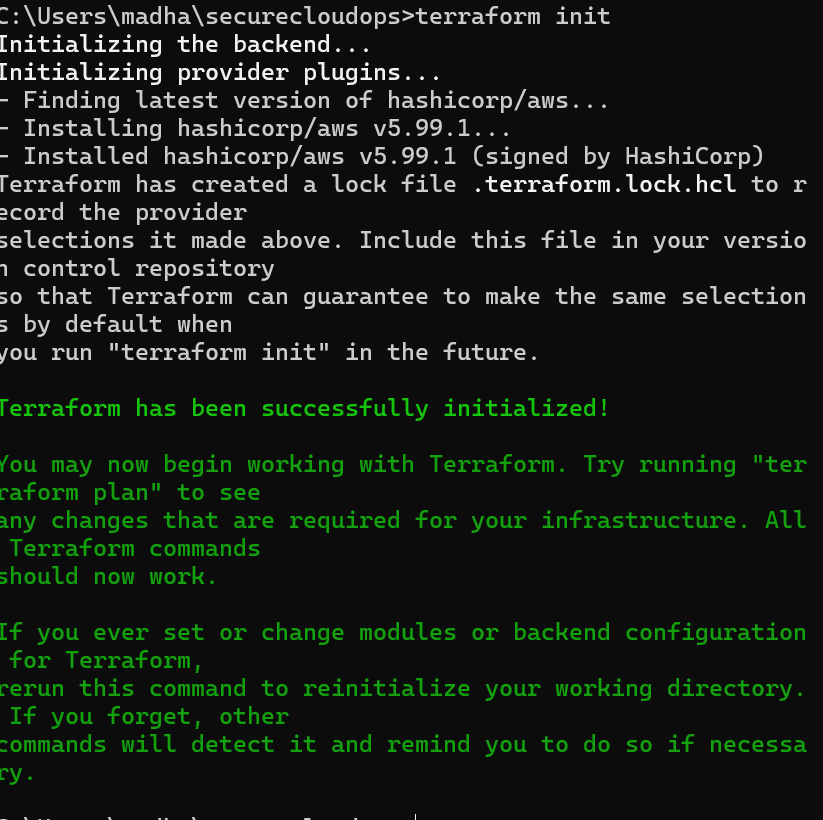 C:\Users\madha\securecloudops>terraform init
Initializing the backend...
Initializing provider plugins...
- Finding latest version of hashicorp/aws...
- Installing hashicorp/aws v5.99.1...
- Installed hashicorp/aws v5.99.1 (signed by HashiCorp)
Terraform has created a lock file .terraform.lock.hcl to r
ecord the provider
selections it made above. Include this file in your versio
n control repository
so that Terraform can guarantee to make the same selection
s by default when
you run "terraform init" in the future.
Terraform has been successfully initialized!
You may now begin working with Terraform. Try running "ter
raform plan" to see
any changes that are required for your infrastructure. All
 Terraform commands
should now work.
If you ever set or change modules or backend configuration
 for Terraform,
rerun this command to reinitialize your working directory.
 If you forget, other
commands will detect it and remind you to do so if necessa
ry.